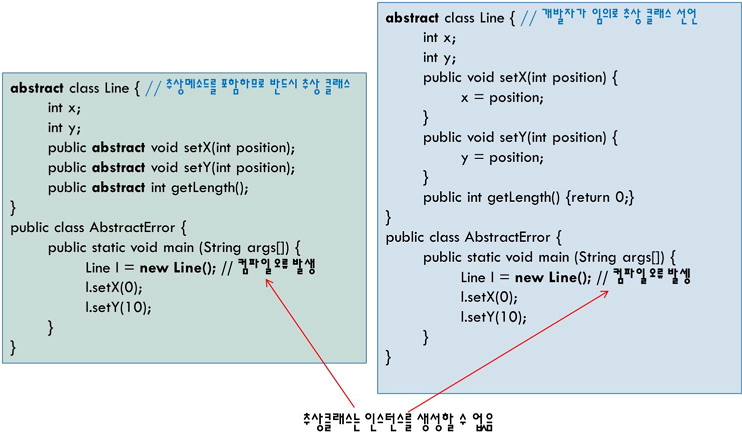 abstract class Line { // 추상메소드를 포함하므로 반드시 추상 클래스
int x;
int y;
public abstract void setX(int position);
public abstract void setY(int position);
public abstract int getLength();
}
public class AbstractError {
public static void main (String args[]) {
Line l = new Line(); // 컴파일 오류 발생
l.setX(0);
l.setY(10);
}
}
abstract class Line { // 개발자가 임의로 추상 클래스 선언
int x;
int y;
public void setX(int position) {
x = position;
}
public void setY(int position) {
y = position;
}
public int getLength() {return 0;}
}
public class AbstractError {
public static void main (String args[]) {
Line l = new Line(); // 컴파일 오류 발생
l.setX(0);
l.setY(10);
}
}
추상클래스는 인스턴스를 생성할 수 없음